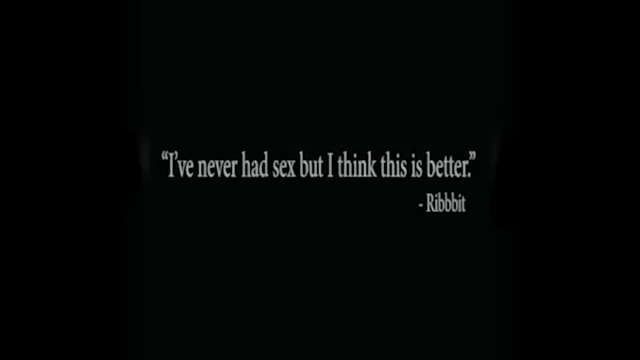 “I’ve never had sex but I think this is better.”
- Ribbbit